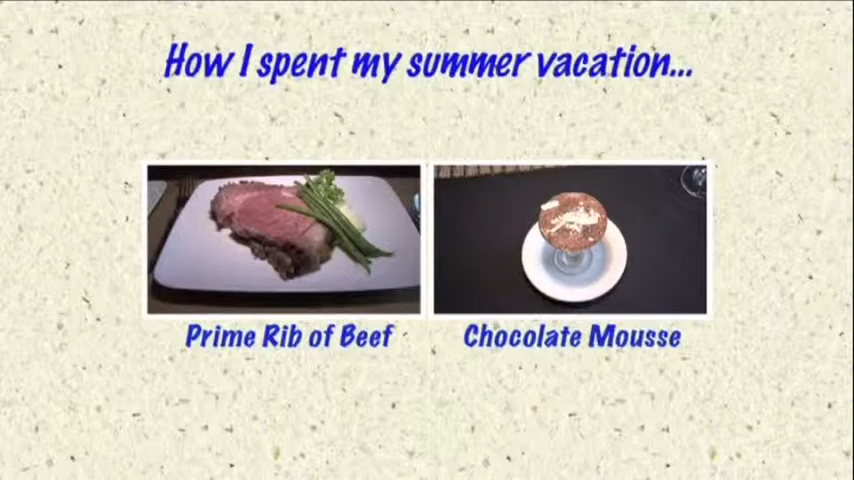 How I spent my summer vacation...
Prime Rib of Beef
Chocolate Mousse